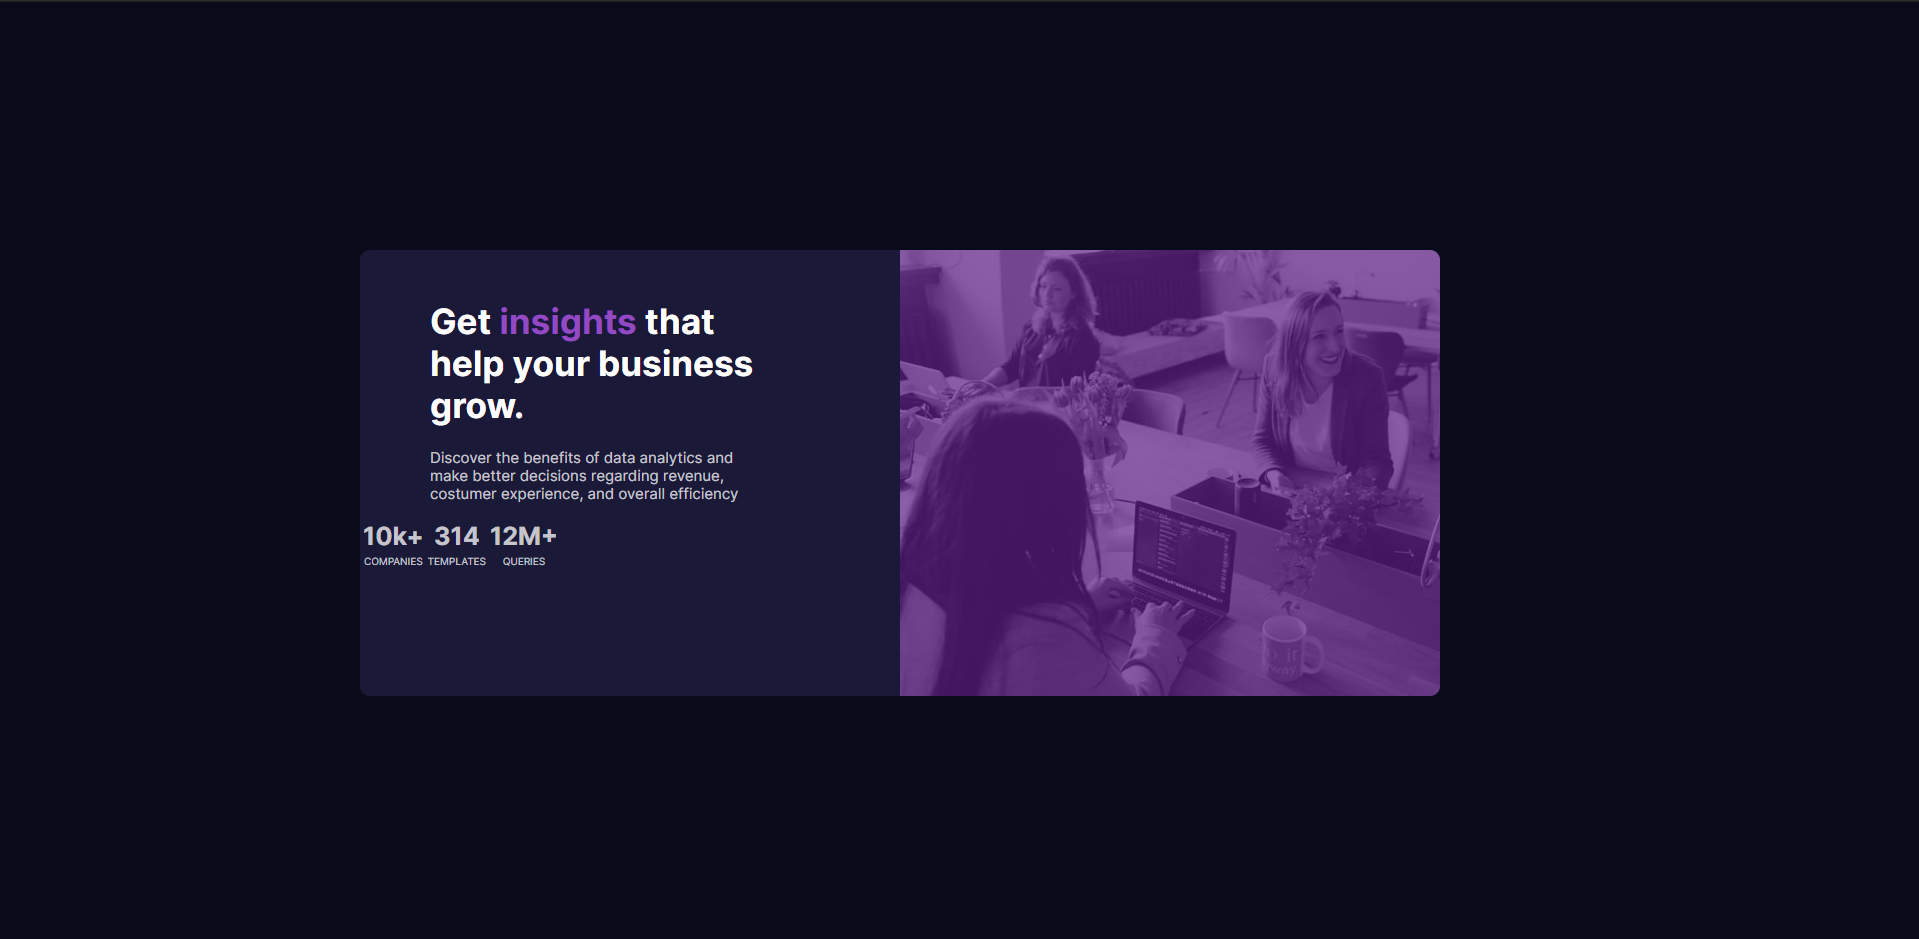 Get insights that
help your business
grow.
Discover the benefits of data analytics and
make better decisions regarding revenue,
costumer experience, and overall efficiency
10k+ 314 12M+
COMPANIES TEMPLATES QUERIES